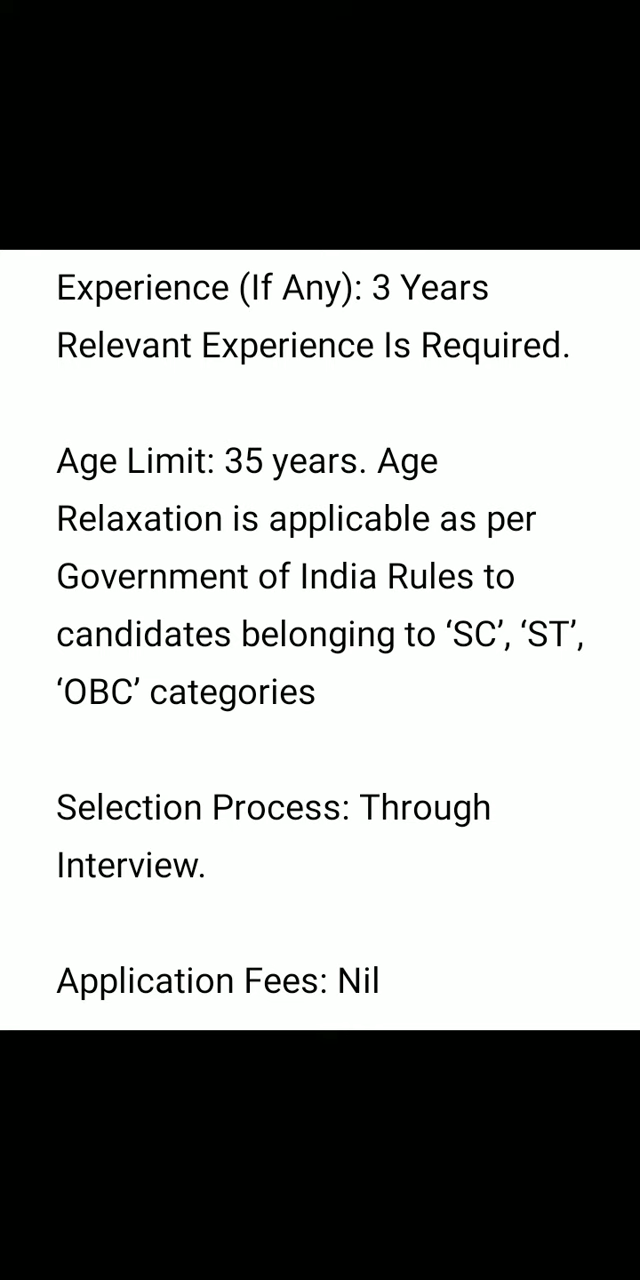 Experience (If Any): 3 Years
Relevant Experience Is Required.
Age Limit: 35 years. Age
Relaxation is applicable as per
Government of India Rules to
candidates belonging to ‘SC’, ‘ST’,
‘OBC’ categories
Selection Process: Through
Interview.
Application Fees: Nil